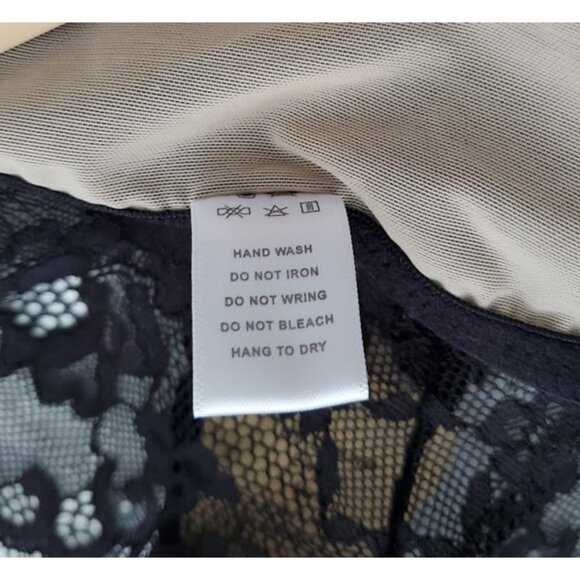 HAND WASH
DO NOT IRON
DO NOT WRING
DO NOT BLEACH
HANG TO DRY